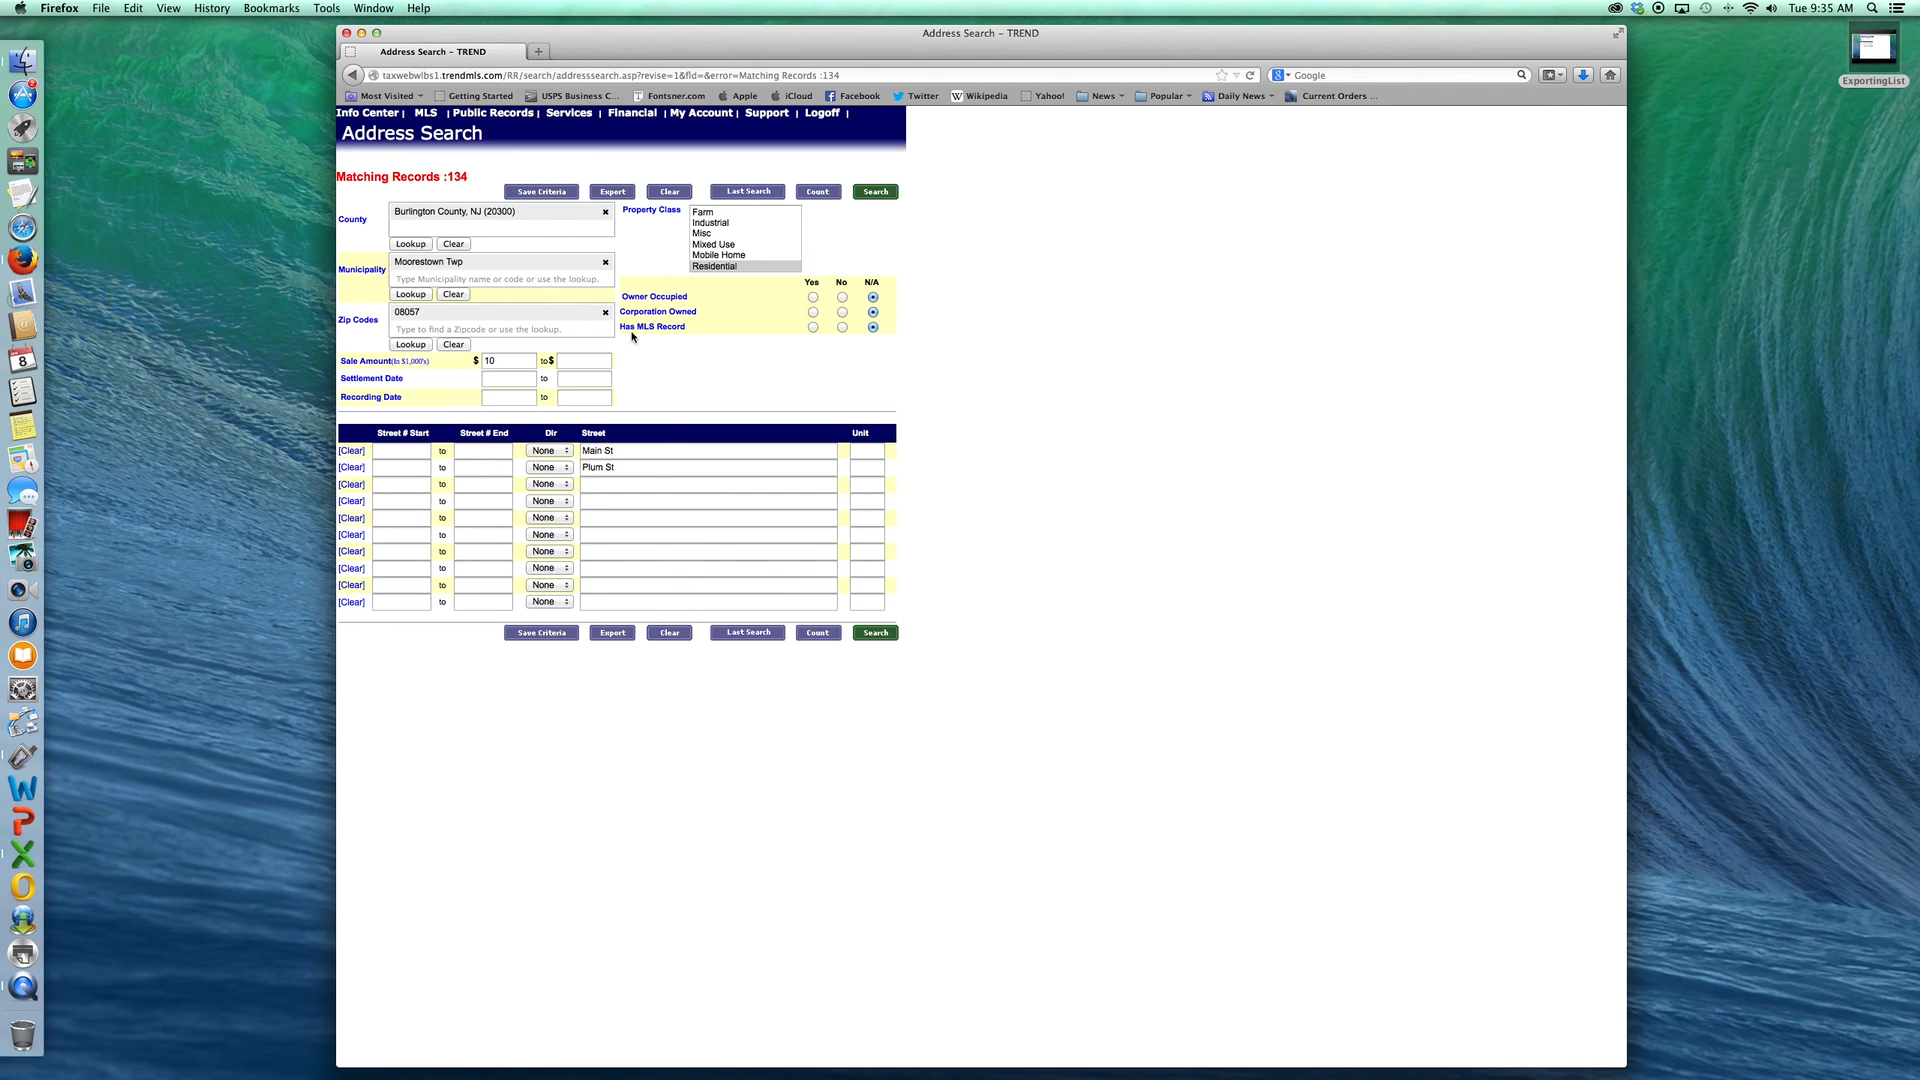 Firefox File Edit View History Bookmarks Tools Window Help Tue 9:35 AM
Address Search – TREND
Address Search – TREND
taxwebwlbs1.trendmls.com/RR/search/addresssearch.asp?revise=1&fld=&error=Matching Records :134 Google
Most Visited Getting Started USPS Business C... Fontsner.com Apple iCloud Facebook Twitter Wikipedia Yahoo! News Popular Daily News Current Orders ...
ExportingList
Info Center | MLS | Public Records | Services | Financial | My Account | Support | Logoff |
Address Search
Matching Records :134
Save Criteria Export Clear Last Search Count Search
County Burlington County, NJ (20300)
Lookup Clear
Municipality Moorestown Twp
Type Municipality name or code or use the lookup.
Lookup Clear
Zip Codes 08057
Type to find a Zipcode or use the lookup.
Lookup Clear
Property Class Farm
Industrial
Misc
Mixed Use
Mobile Home
Residential
Yes No N/A
Owner Occupied
Corporation Owned
Has MLS Record
Sale Amount(In $1,000's) $ 10 to $
Settlement Date to
Recording Date to
Street # Start Street # End Dir Street Unit
[Clear] to None Main St
[Clear] to None Plum St
[Clear] to None
[Clear] to None
[Clear] to None
[Clear] to None
[Clear] to None
[Clear] to None
[Clear] to None
[Clear] to None
Save Criteria Export Clear Last Search Count Search